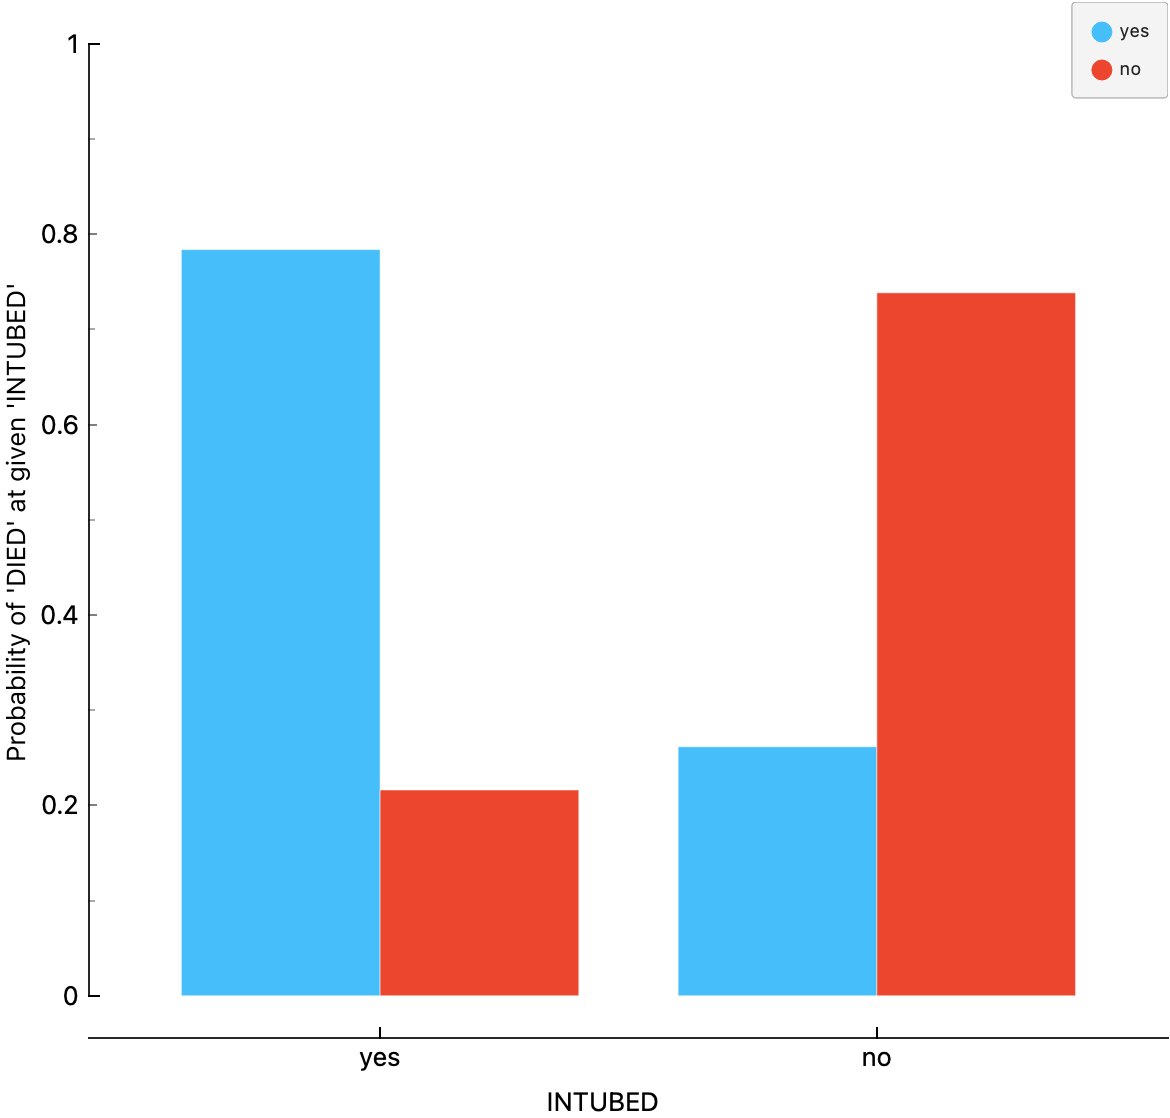 yes
no
1
0.8
0.6
0.4
0.2
0
Probability of 'DIED' at given 'INTUBED'
yes
no
INTUBED